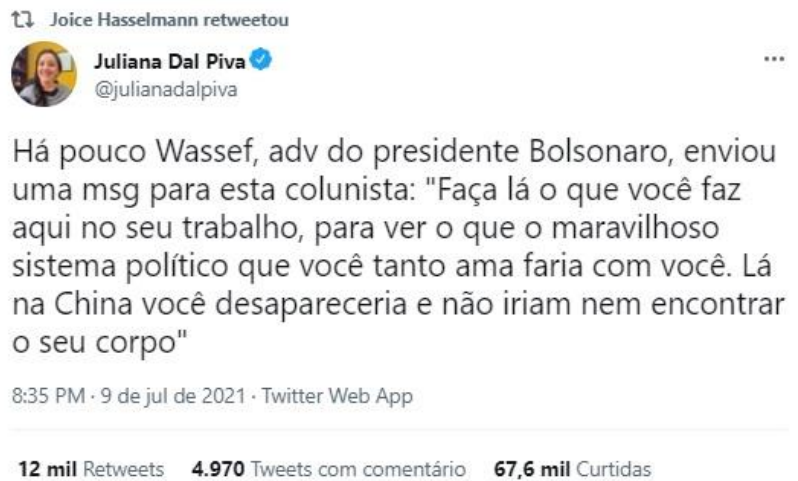 Joice Hasselmann retweetou
Juliana Dal Piva
@julianadalpiva
Há pouco Wassef, adv do presidente Bolsonaro, enviou
uma msg para esta colunista: "Faça lá o que você faz
aqui no seu trabalho, para ver o que o maravilhoso
sistema político que você tanto ama faria com você. Lá
na China você desapareceria e não iriam nem encontrar
o seu corpo"
8:35 PM · 9 de jul de 2021 · Twitter Web App
12 mil Retweets 4.970 Tweets com comentário 67,6 mil Curtidas